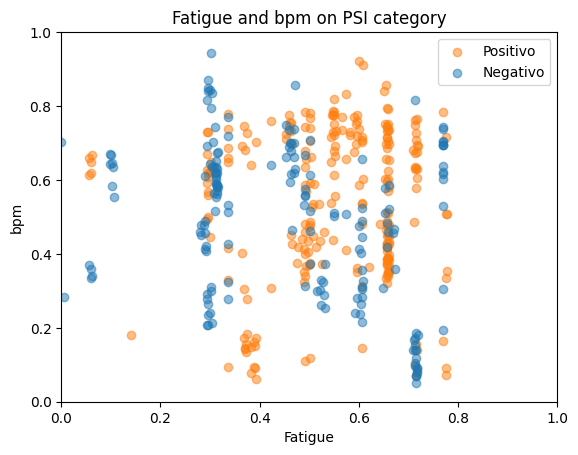 Fatigue and bpm on PSI category
Positivo
Negativo
bpm
1.0
0.8
0.6
0.4
0.2
0.0
0.0 0.2 0.4 0.6 0.8 1.0
Fatigue